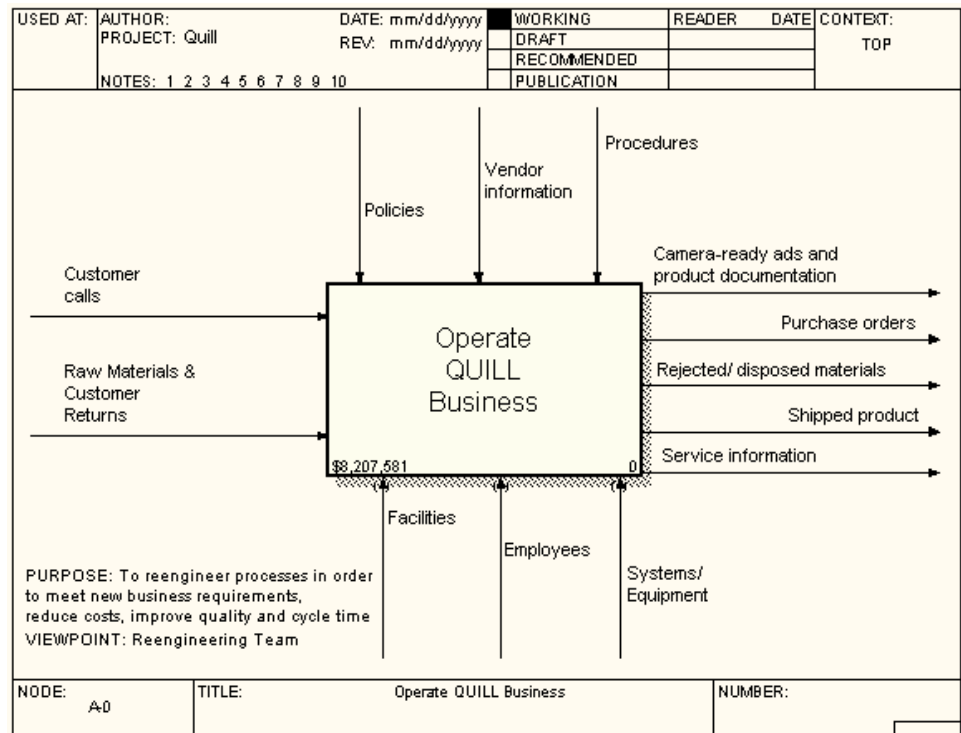 USED AT:
AUTHOR:
DATE: mm/dd/yyyy
PROJECT: Quill
REV: mm/dd/yyyy
NOTES: 1 2 3 4 5 6 7 8 9 10
WORKING
DRAFT
RECOMMENDED
PUBLICATION
READER DATE
CONTEXT:
TOP
Policies
Vendor
information
Procedures
Customer
calls
Raw Materials &
Customer
Returns
Operate
QUILL
Business
$8,207,581
0
Camera-ready ads and
product documentation
Purchase orders
Rejected/ disposed materials
Shipped product
Service information
Facilities
Employees
Systems/
Equipment
PURPOSE: To reengineer processes in order
to meet new business requirements,
reduce costs, improve quality and cycle time
VIEWPOINT: Reengineering Team
NODE:
A-0
TITLE:
Operate QUILL Business
NUMBER: